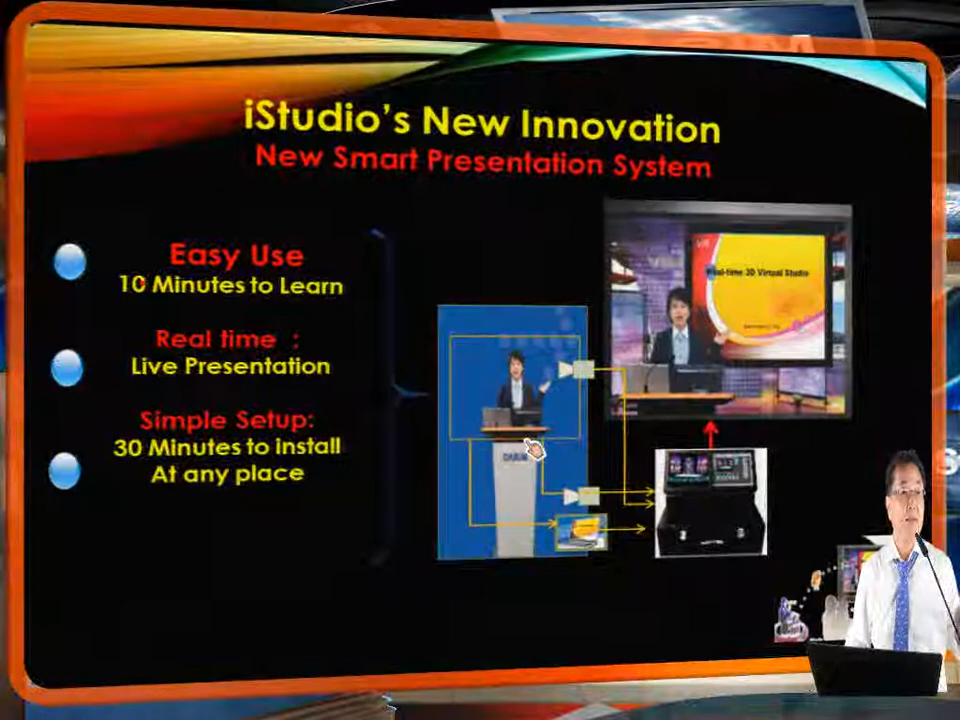 iStudio's New Innovation
New Smart Presentation System
Easy Use
10 Minutes to Learn
Real time :
Live Presentation
Simple Setup:
30 Minutes to install
At any place
Real-time 3D Virtual Studio
DARIM